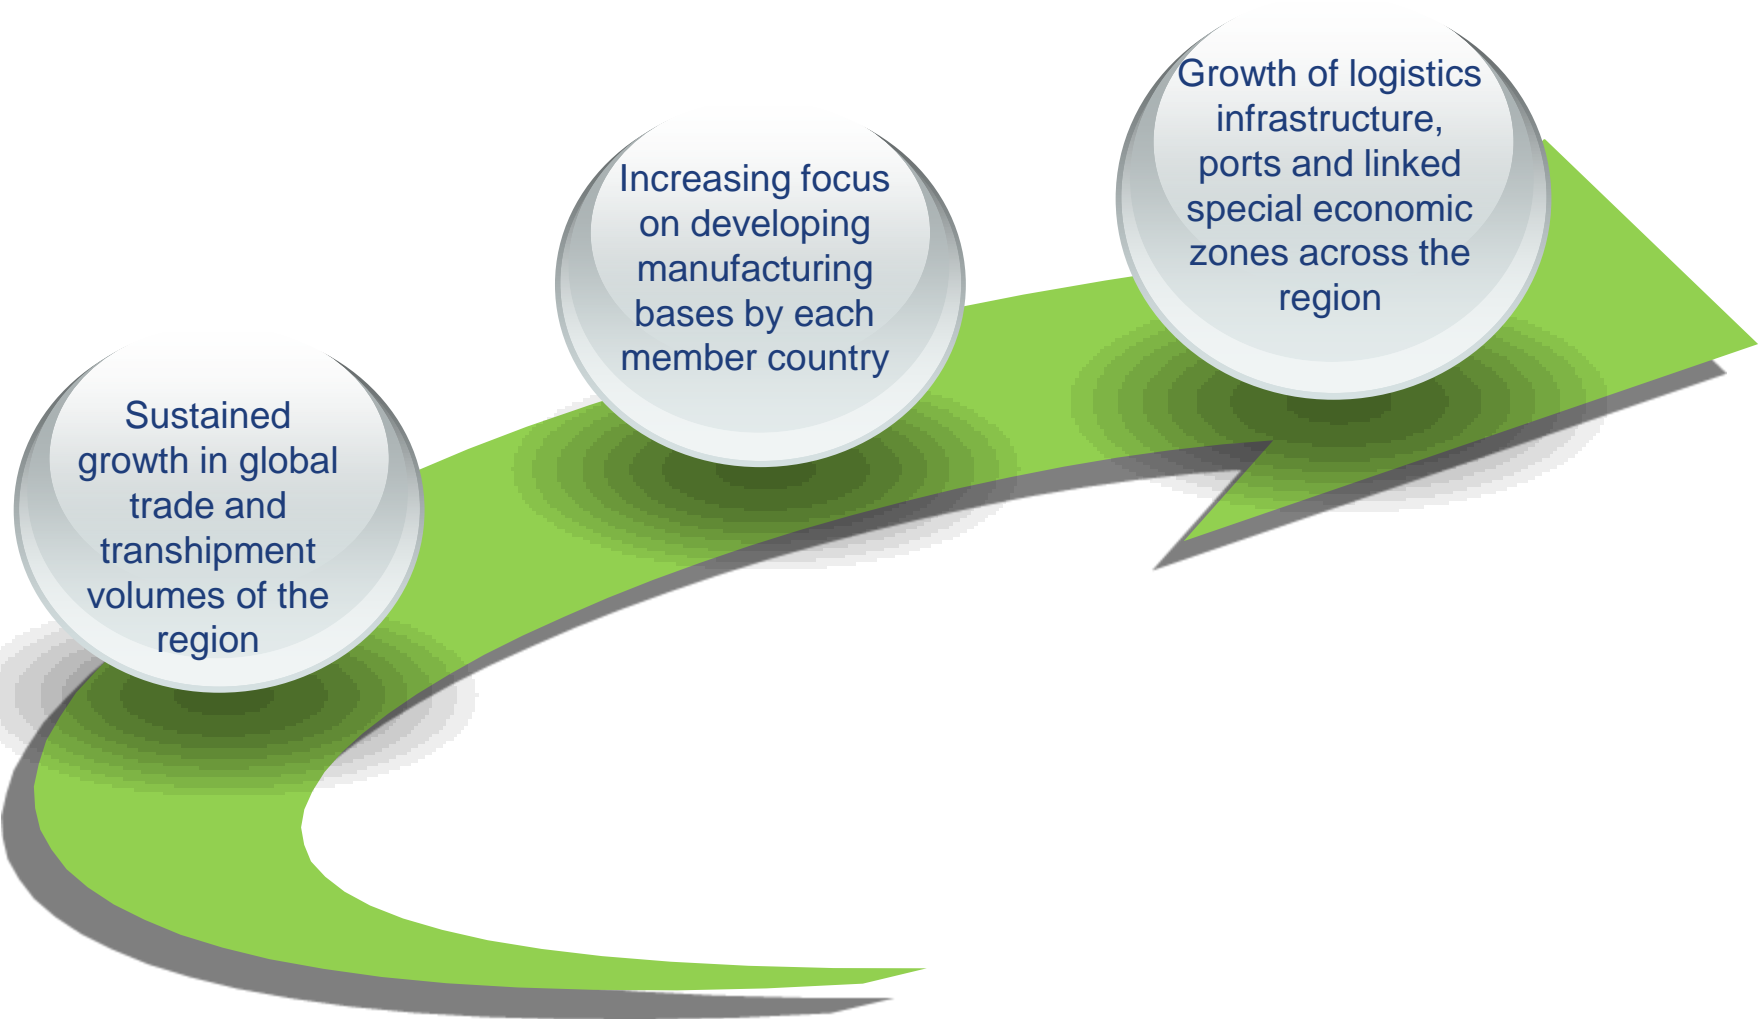 Sustained
growth in global
trade and
transhipment
volumes of the
region
Increasing focus
on developing
manufacturing
bases by each
member country
Growth of logistics
infrastructure,
ports and linked
special economic
zones across the
region